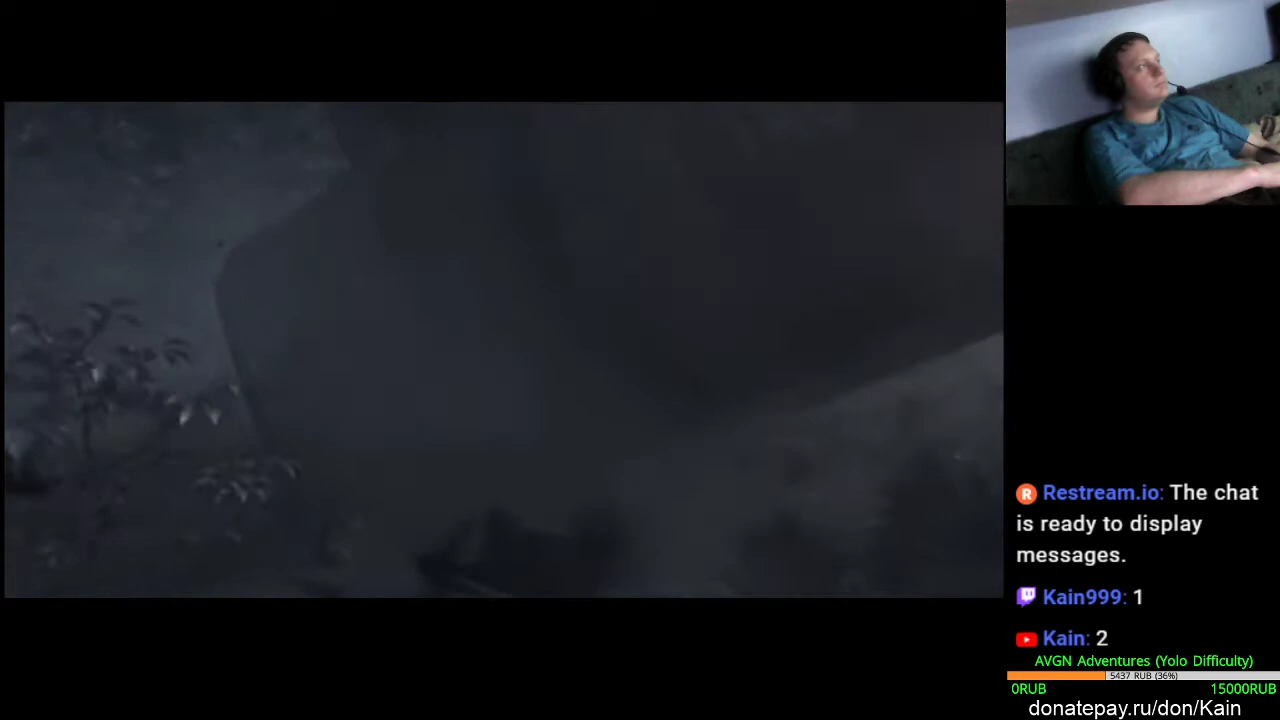 Restream.io: The chat
is ready to display
messages.
Kain999: 1
Kain: 2
AVGN Adventures (Yolo Difficulty)
5437 RUB (36%)
0RUB 15000RUB
donatepay.ru/don/Kain